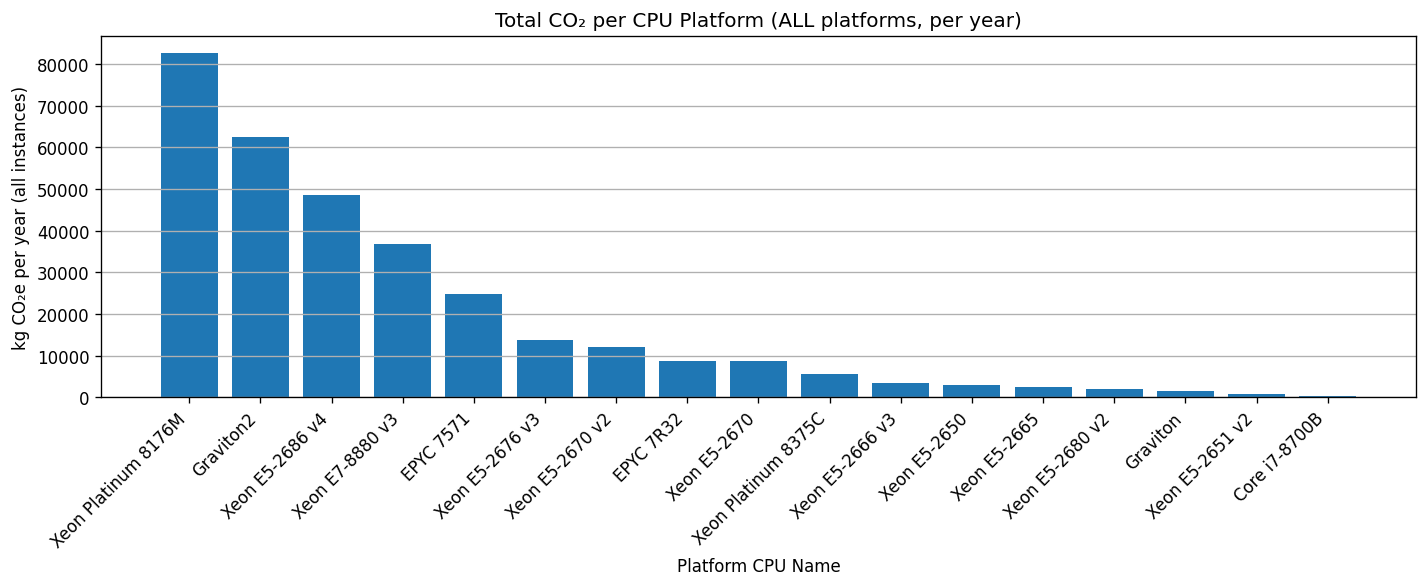 Total CO₂ per CPU Platform (ALL platforms, per year)
kg CO₂e per year (all instances)
80000
70000
60000
50000
40000
30000
20000
10000
0
Xeon Platinum 8176M
Graviton2
Xeon E5-2686 v4
Xeon E7-8880 v3
EPYC 7571
Xeon E5-2676 v3
Xeon E5-2670 v2
EPYC 7R32
Xeon E5-2670
Xeon Platinum 8375C
Xeon E5-2666 v3
Xeon E5-2650
Xeon E5-2665
Xeon E5-2680 v2
Graviton
Xeon E5-2651 v2
Core i7-8700B
Platform CPU Name